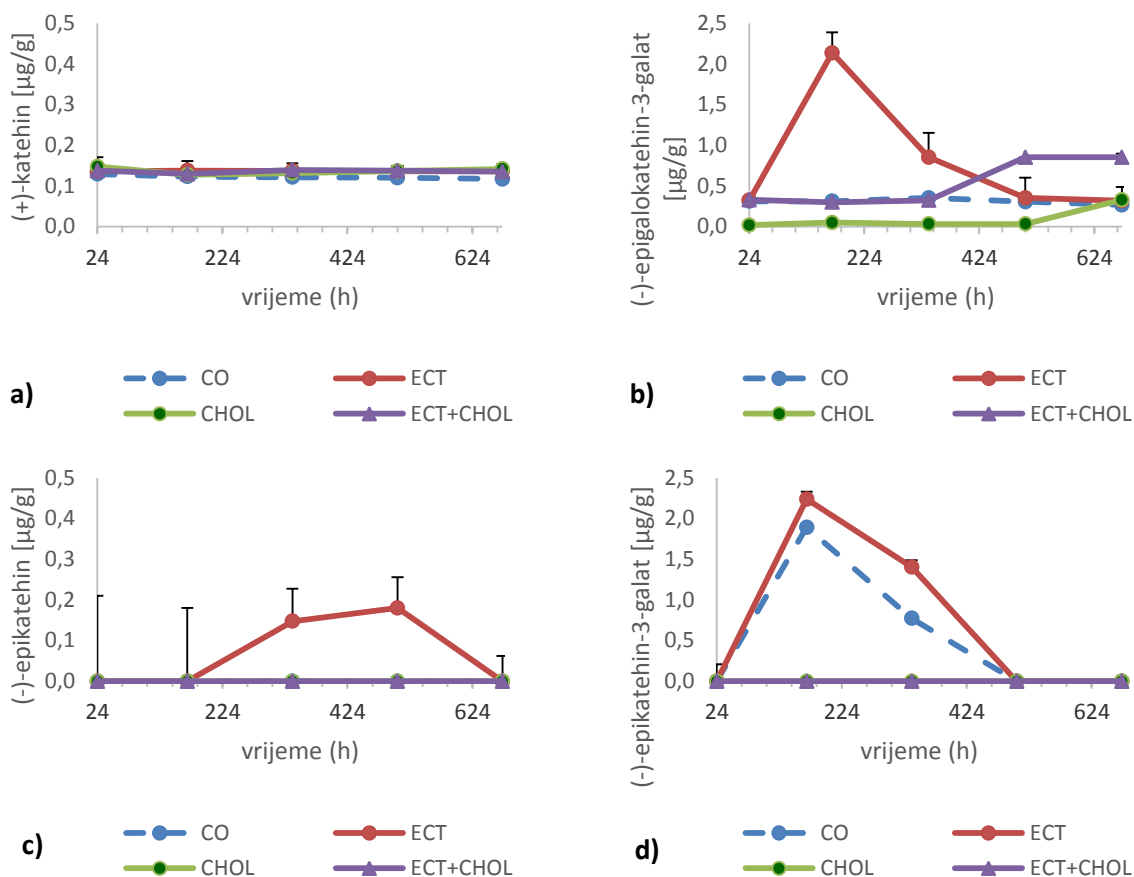 (+)-katehin [µg/g]
0,5
0,4
0,3
0,2
0,1
0,0
24 224 424 624
vrijeme (h)
CO ECT
CHOL ECT+CHOL
a)
(-)-epigalokatehin-3-galat
[µg/g]
2,5
2,0
1,5
1,0
0,5
0,0
24 224 424 624
vrijeme (h)
CO ECT
CHOL ECT+CHOL
b)
(-)-epikatehin [µg/g]
0,5
0,4
0,3
0,2
0,1
0,0
24 224 424 624
vrijeme (h)
CO ECT
CHOL ECT+CHOL
c)
(-)-epikatehin-3-galat [µg/g]
2,5
2,0
1,5
1,0
0,5
0,0
24 224 424 624
vrijeme (h)
CO ECT
CHOL ECT+CHOL
d)